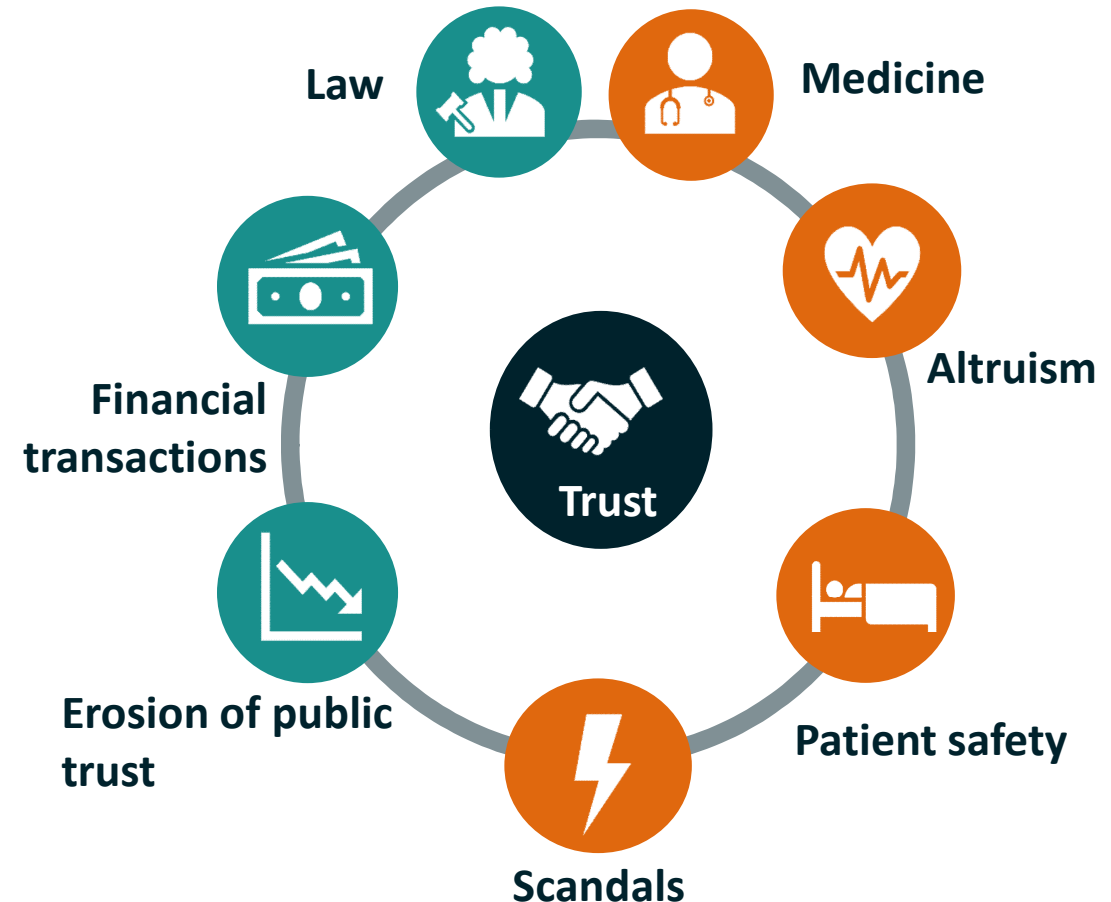 Law
Medicine
Altruism
Financial
transactions
Trust
Erosion of public
trust
Patient safety
Scandals